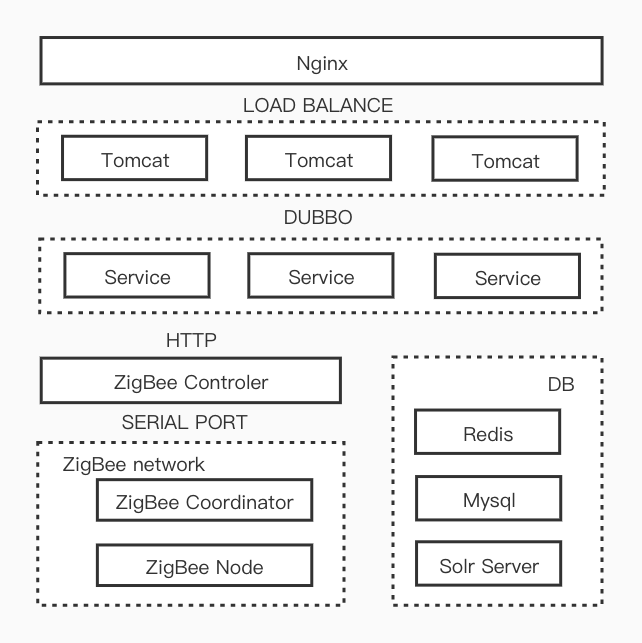 Nginx
LOAD BALANCE
Tomcat
Tomcat
Tomcat
DUBBO
Service
Service
Service
HTTP
ZigBee Controler
SERIAL PORT
ZigBee network
ZigBee Coordinator
ZigBee Node
DB
Redis
Mysql
Solr Server